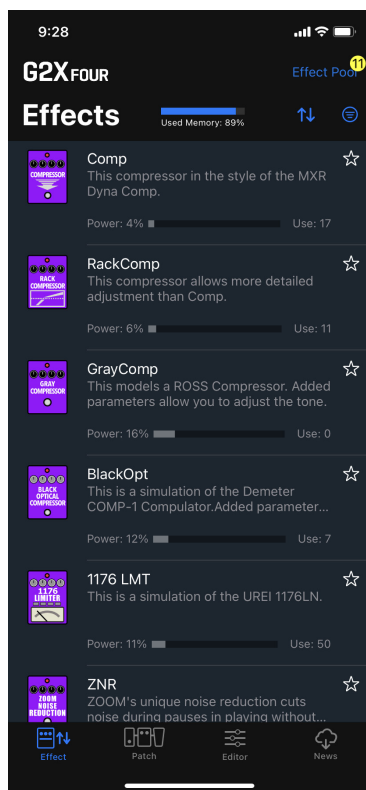 9:28
G2X FOUR
Effect Pool
11
Effects
Used Memory: 89%
COMPRESSOR
Comp
This compressor in the style of the MXR
Dyna Comp.
Power: 4%
Use: 17
RACK
COMPRESSOR
RackComp
This compressor allows more detailed
adjustment than Comp.
Power: 6%
Use: 11
GRAY
COMPRESSOR
GrayComp
This models a ROSS Compressor. Added
parameters allow you to adjust the tone.
Power: 16%
Use: 0
BLACK
OPTICAL
COMPRESSOR
BlackOpt
This is a simulation of the Demeter
COMP-1 Compulator.Added parameter...
Power: 12%
Use: 7
1176
LIMITER
1176 LMT
This is a simulation of the UREI 1176LN.
Power: 11%
Use: 50
ZOOM
NOISE
REDUCTION
ZNR
ZOOM's unique noise reduction cuts
noise during pauses in playing without...
Effect
Patch
Editor
News